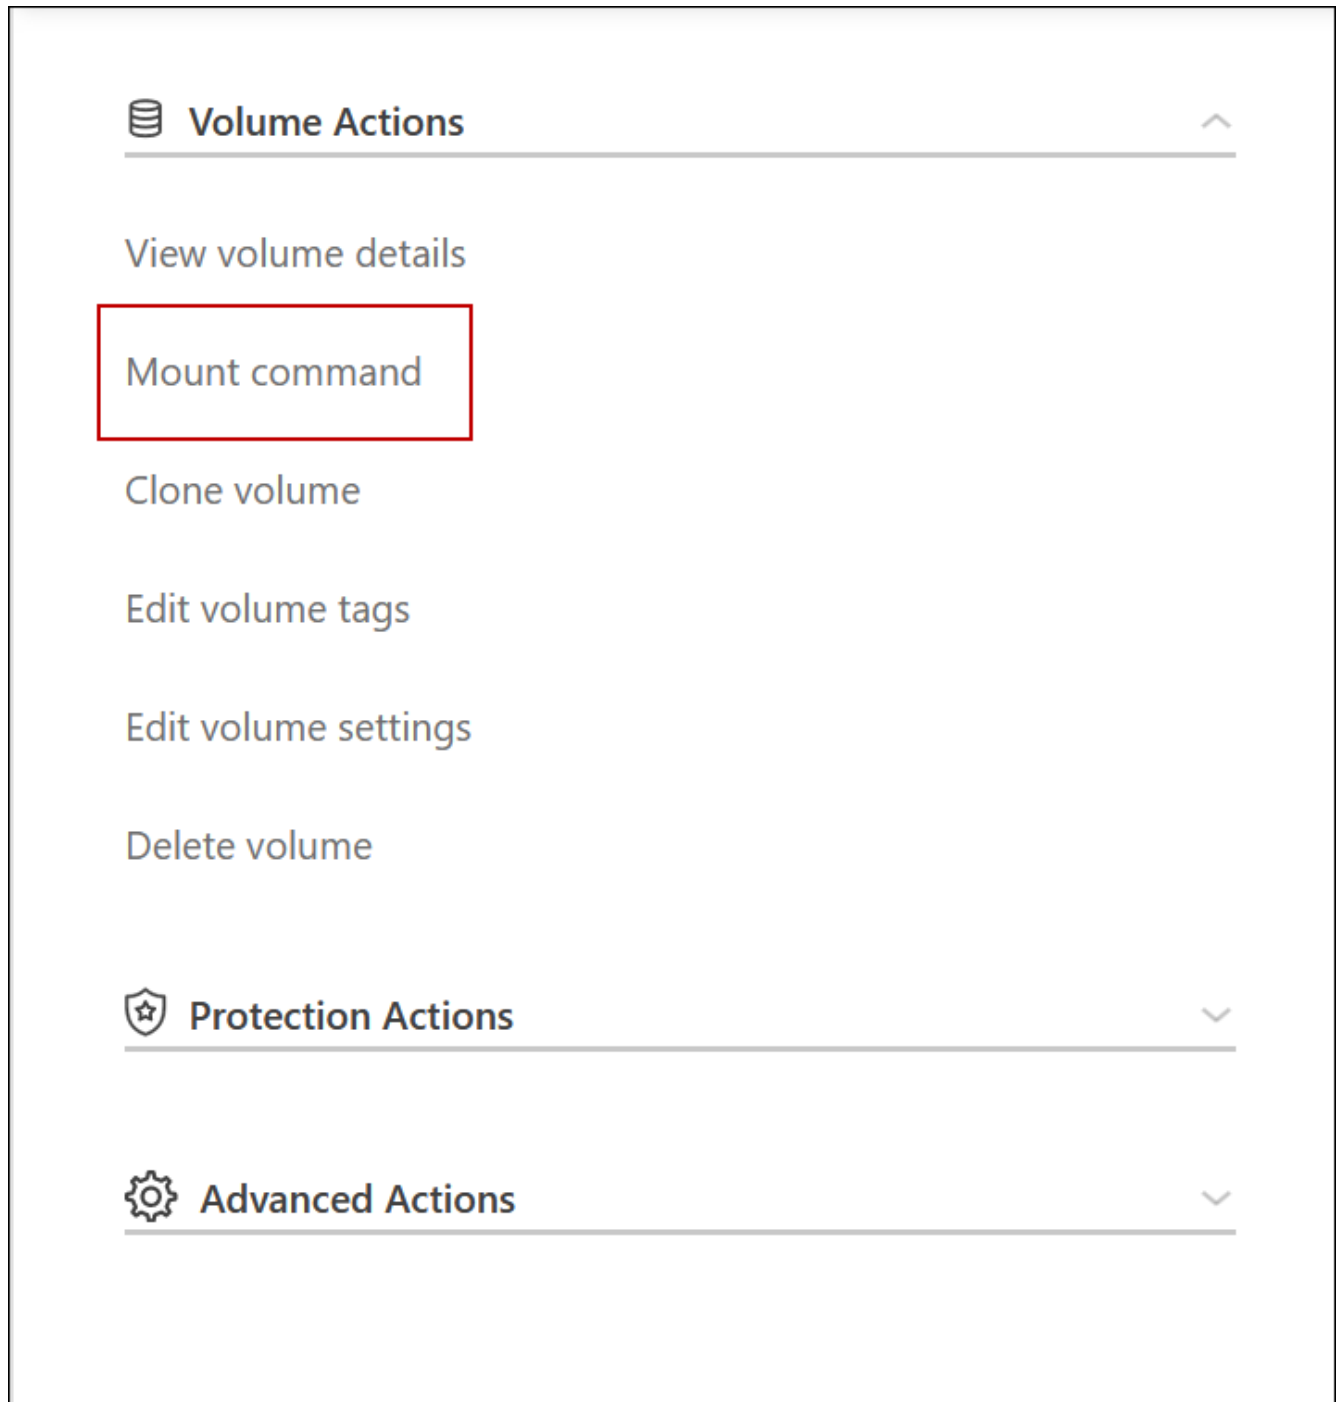 Volume Actions
View volume details
Mount command
Clone volume
Edit volume tags
Edit volume settings
Delete volume
Protection Actions
Advanced Actions